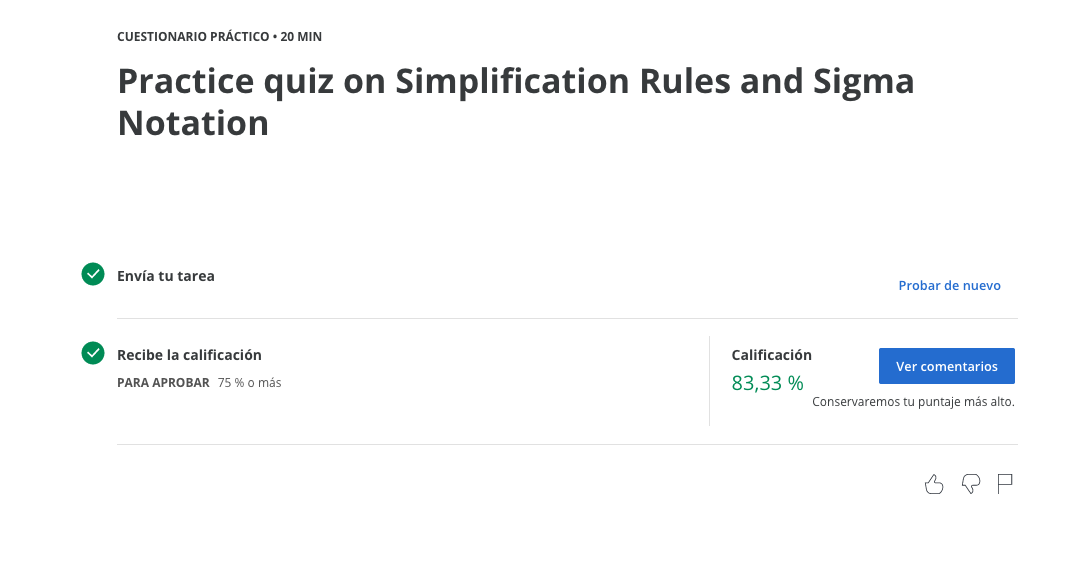 CUESTIONARIO PRÁCTICO • 20 MIN
Practice quiz on Simplification Rules and Sigma
Notation
Envía tu tarea
Probar de nuevo
Recibe la calificación
PARA APROBAR 75 % o más
Calificación
83,33 %
Ver comentarios
Conservaremos tu puntaje más alto.